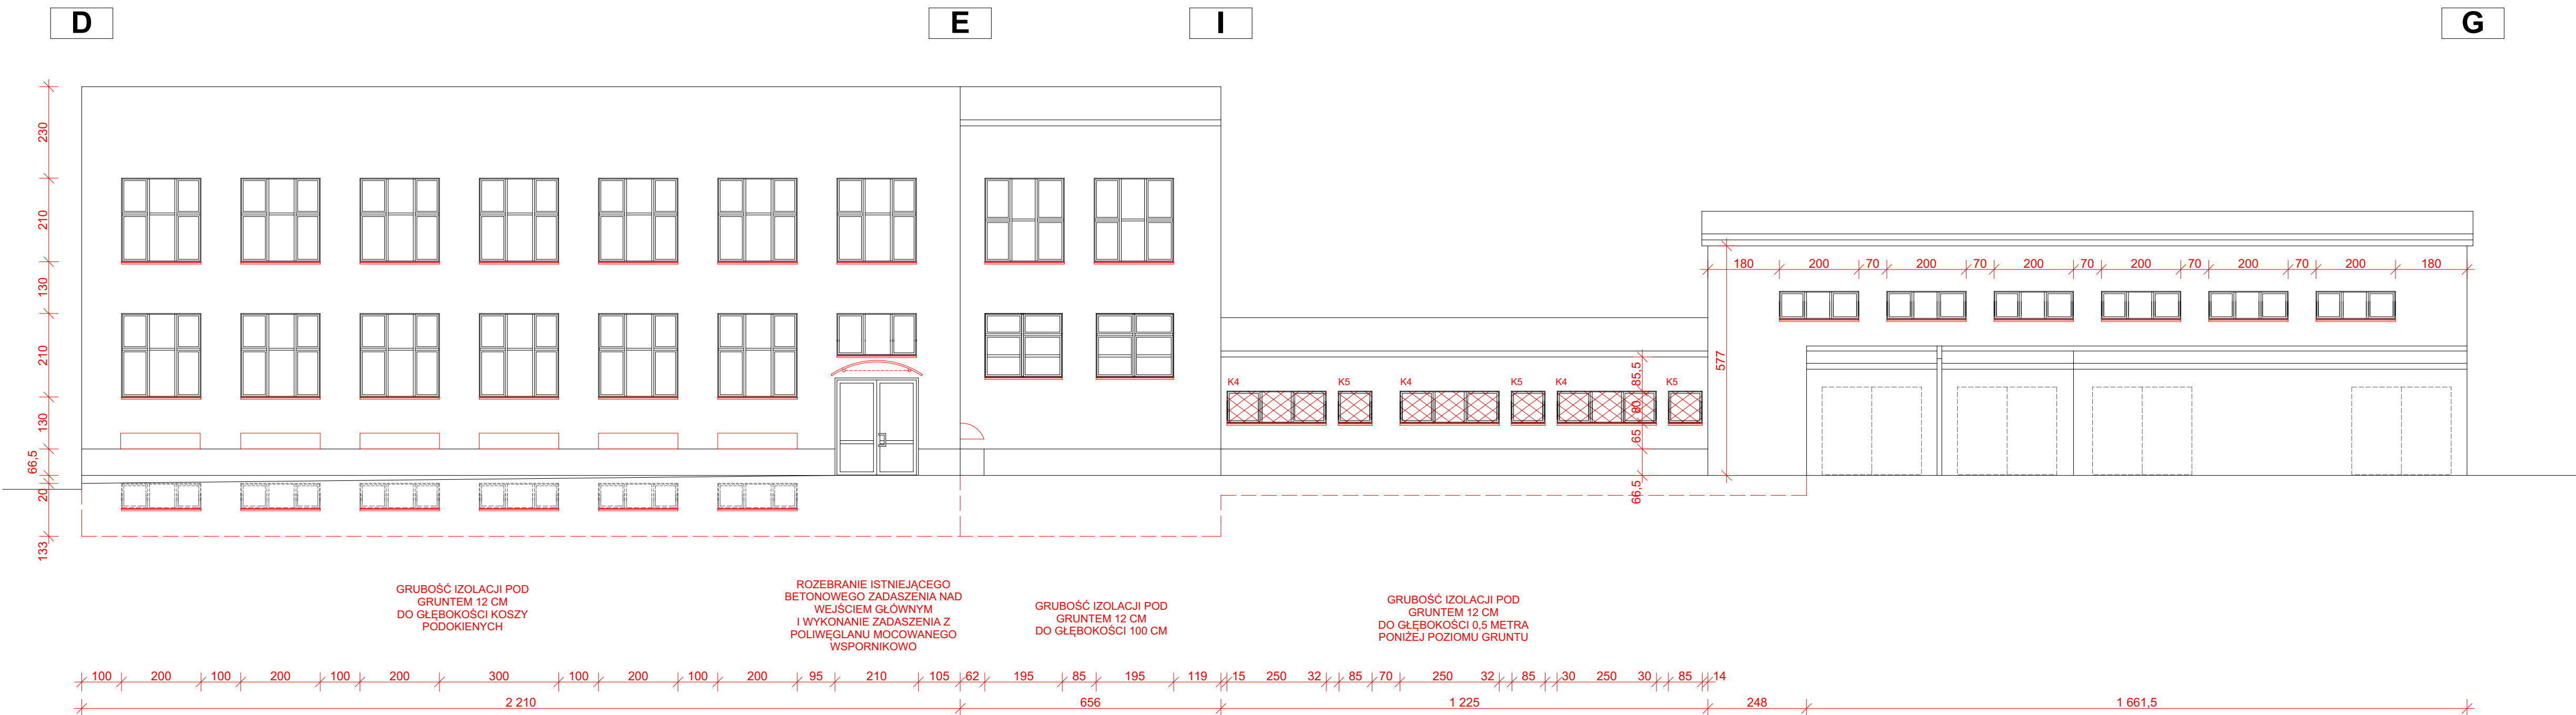 D
E
I
G
230
210
130
210
130
66,5
20
133
180 200 70 200 70 200 70 200 70 200 70 200 180
577
K4 K5 K4 K5 K4 K5
85,5
80
65
66,5
GRUBOŚĆ IZOLACJI POD
GRUNTEM 12 CM
DO GŁĘBOKOŚCI KOSZY
PODOKIENYCH
ROZEBRANIE ISTNIEJĄCEGO
BETONOWEGO ZADASZENIA NAD
WEJŚCIEM GŁÓWNYM
I WYKONANIE ZADASZENIA Z
POLIWĘGLANU MOCOWANEGO
WSPORNIKOWO
GRUBOŚĆ IZOLACJI POD
GRUNTEM 12 CM
DO GŁĘBOKOŚCI 100 CM
GRUBOŚĆ IZOLACJI POD
GRUNTEM 12 CM
DO GŁĘBOKOŚCI 0,5 METRA
PONIŻEJ POZIOMU GRUNTU
100 200 100 200 100 200 300 100 200 100 200 95 210 105 62 195 85 195 119 15 250 32 85 70 250 32 85 30 250 30 85 14
2 210 656 1 225 248 1 661,5